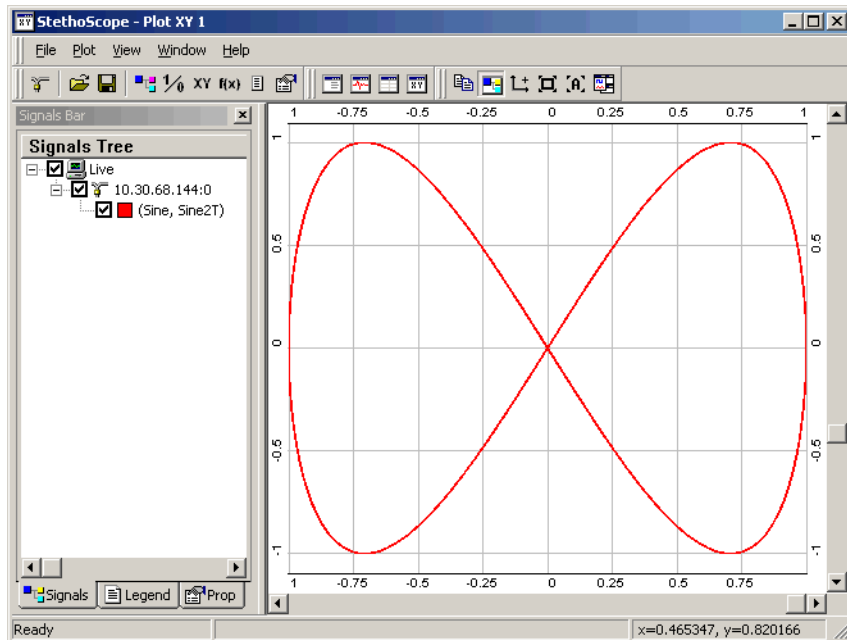 StethoScope - Plot XY 1
File Plot View Window Help
1/0 XY f(x)
Signals Bar
Signals Tree
Live
10.30.68.144:0
(Sine, Sine2T)
Signals Legend Prop
1 -0.75 -0.5 -0.25 0 0.25 0.5 0.75 1
1 1
0.5 0.5
0 0
-0.5 -0.5
-1 -1
1 -0.75 -0.5 -0.25 0 0.25 0.5 0.75
Ready
x=0.465347, y=0.820166